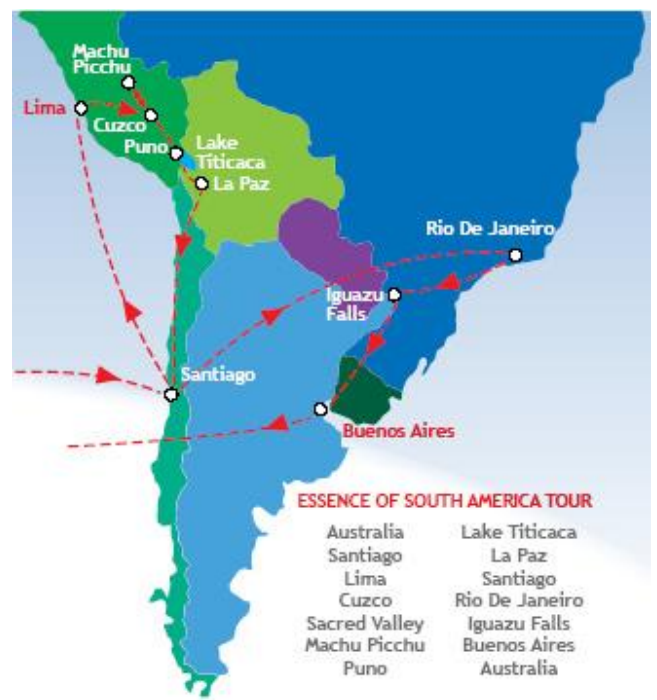 Machu
Picchu
Lima
Cuzco
Puno
Lake
Titicaca
La Paz
Rio De Janeiro
Iguazu
Falls
Santiago
Buenos Aires
ESSENCE OF SOUTH AMERICA TOUR
Australia
Santiago
Lima
Cuzco
Sacred Valley
Machu Picchu
Puno
Lake Titicaca
La Paz
Santiago
Rio De Janeiro
Iguazu Falls
Buenos Aires
Australia